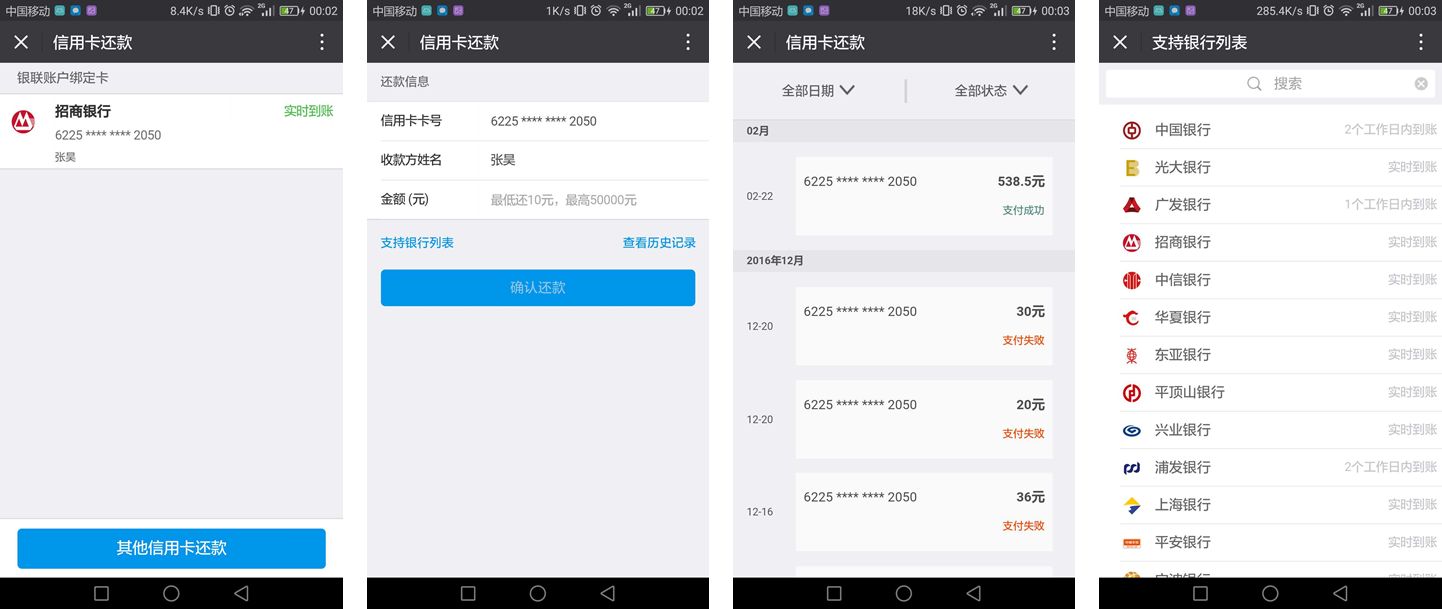 中国移动 8.4K/s 2G 47 00:02
信用卡还款
银联账户绑定卡
招商银行 实时到账
6225 **** **** 2050
张昊
其他信用卡还款
中国移动 1K/s 2G 47 00:02
信用卡还款
还款信息
信用卡卡号 6225 **** **** 2050
收款方姓名 张昊
金额 (元) 最低还10元，最高50000元
支持银行列表 查看历史记录
确认还款
中国移动 18K/s 2G 47 00:03
信用卡还款
全部日期 全部状态
02月
6225 **** **** 2050 538.5元
02-22
支付成功
2016年12月
6225 **** **** 2050 30元
12-20
支付失败
6225 **** **** 2050 20元
12-20
支付失败
6225 **** **** 2050 36元
12-16
支付失败
中国移动 285.4K/s 2G 47 00:03
支持银行列表
搜索
中国银行 2个工作日内到账
光大银行 实时到账
广发银行 1个工作日内到账
招商银行 实时到账
中信银行 实时到账
华夏银行 实时到账
东亚银行 实时到账
平顶山银行 实时到账
兴业银行 实时到账
浦发银行 2个工作日内到账
上海银行 实时到账
平安银行 实时到账
宁波银行 实时到账